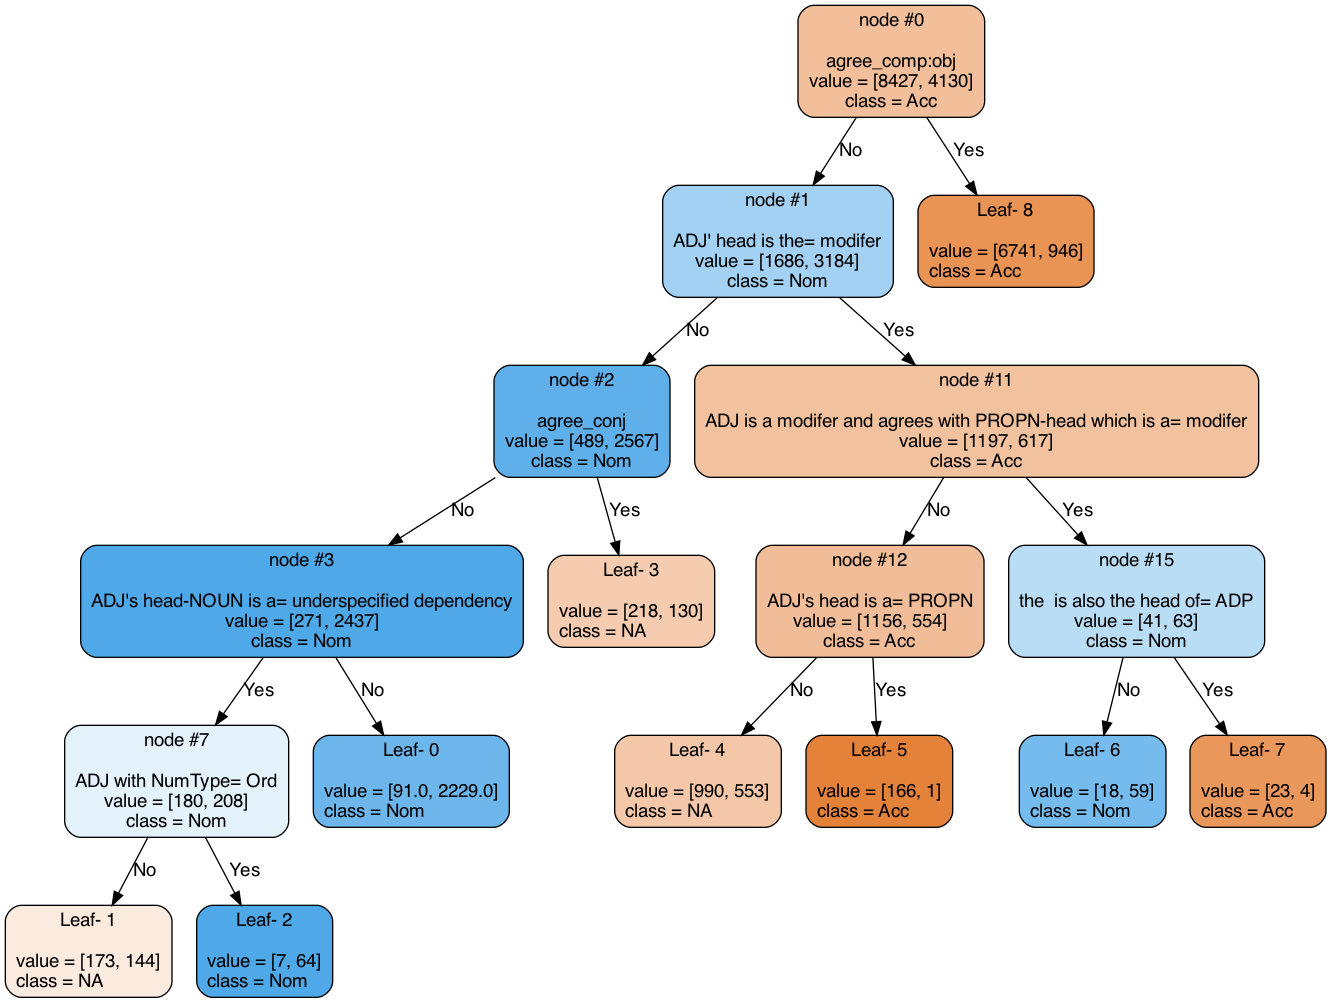 node #0
agree_comp:obj
value = [8427, 4130]
class = Acc
No
Yes
node #1
ADJ' head is the= modifer
value = [1686, 3184]
class = Nom
Leaf- 8
value = [6741, 946]
class = Acc
No
Yes
node #2
agree_conj
value = [489, 2567]
class = Nom
node #11
ADJ is a modifer and agrees with PROPN-head which is a= modifer
value = [1197, 617]
class = Acc
No
Yes
No
Yes
node #3
ADJ's head-NOUN is a= underspecified dependency
value = [271, 2437]
class = Nom
Leaf- 3
value = [218, 130]
class = NA
node #12
ADJ's head is a= PROPN
value = [1156, 554]
class = Acc
node #15
the  is also the head of= ADP
value = [41, 63]
class = Nom
Yes
No
No
Yes
No
Yes
node #7
ADJ with NumType= Ord
value = [180, 208]
class = Nom
Leaf- 0
value = [91.0, 2229.0]
class = Nom
Leaf- 4
value = [990, 553]
class = NA
Leaf- 5
value = [166, 1]
class = Acc
Leaf- 6
value = [18, 59]
class = Nom
Leaf- 7
value = [23, 4]
class = Acc
No
Yes
Leaf- 1
value = [173, 144]
class = NA
Leaf- 2
value = [7, 64]
class = Nom